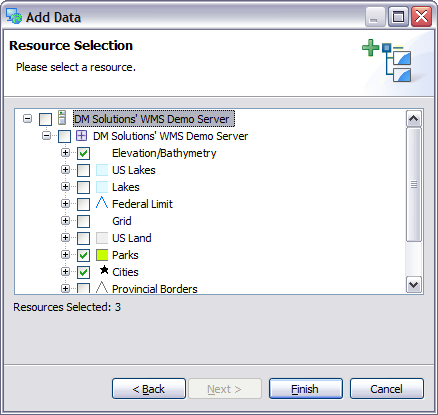 Add Data
Resource Selection
Please select a resource.
DM Solutions' WMS Demo Server
DM Solutions' WMS Demo Server
Elevation/Bathymetry
US Lakes
Lakes
Federal Limit
Grid
US Land
Parks
Cities
Provincial Borders
Resources Selected: 3
< Back
Next >
Finish
Cancel